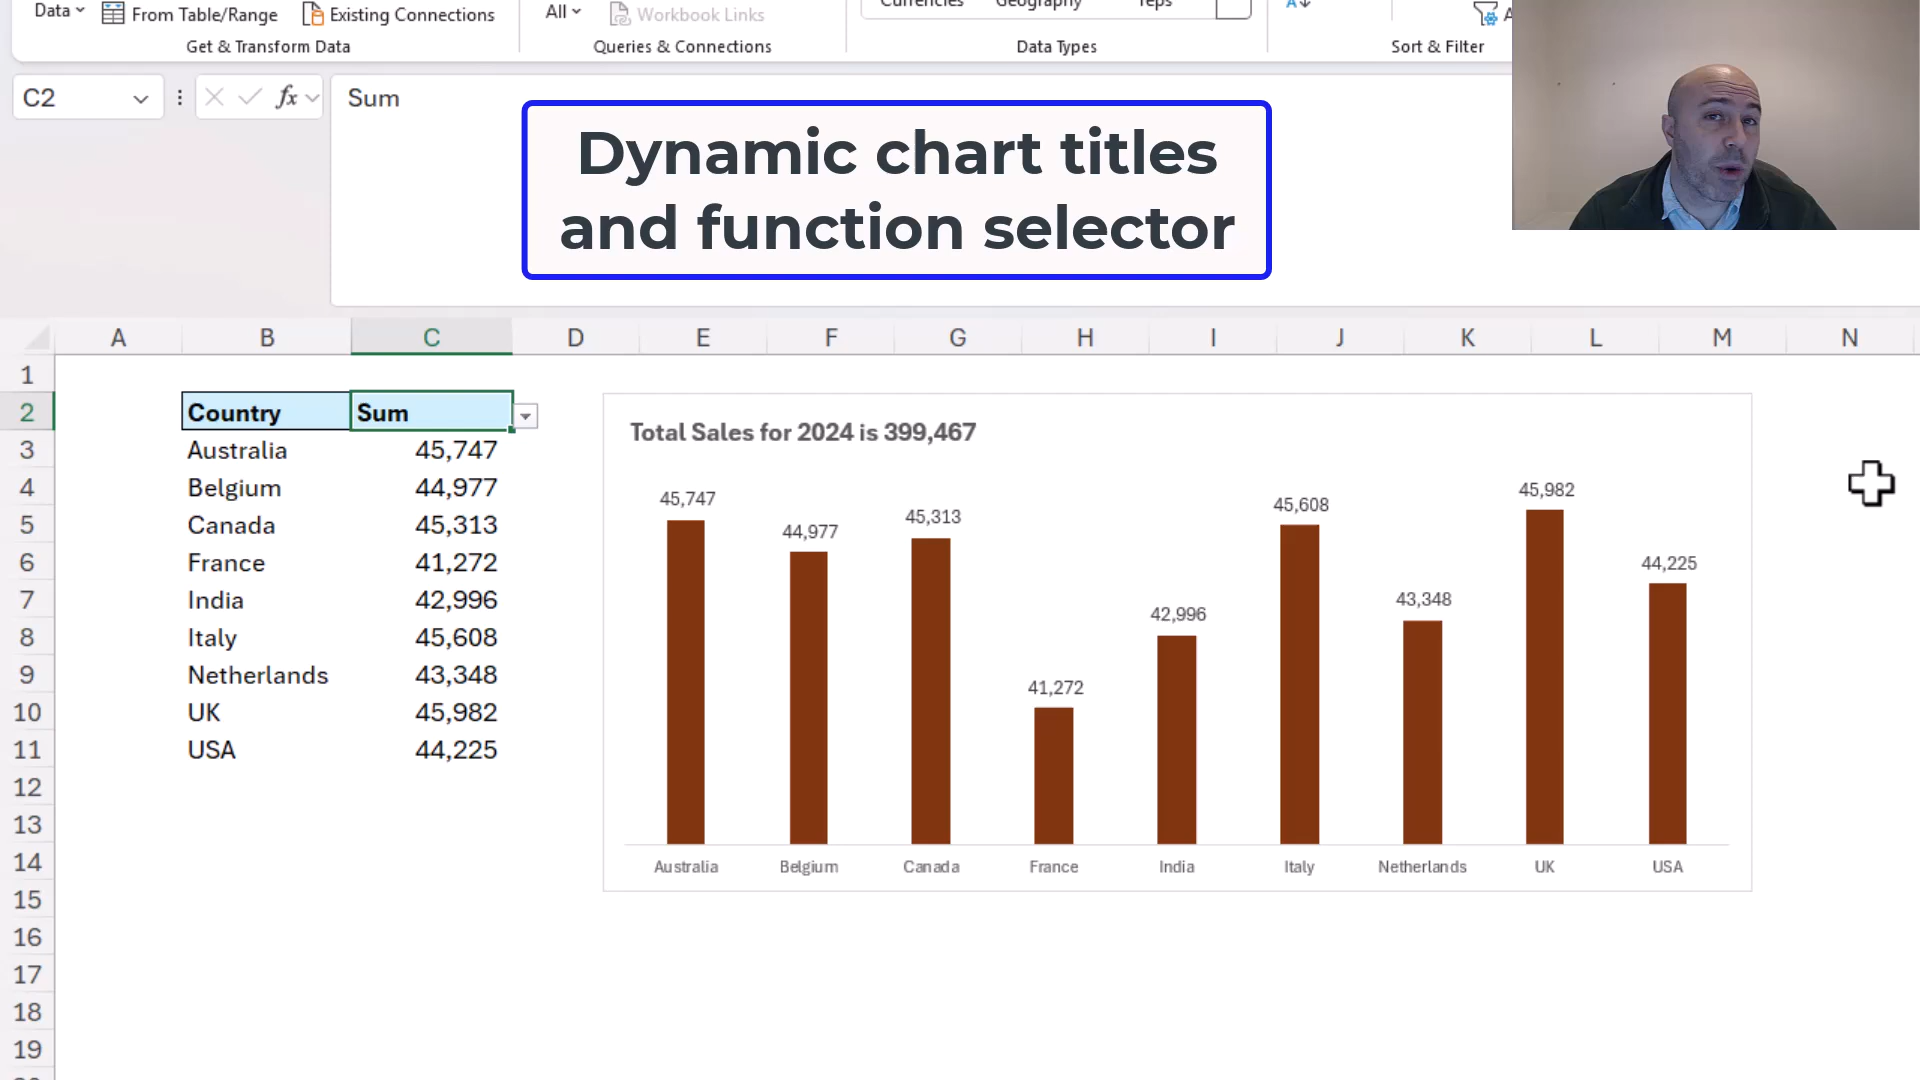 Data From Table/Range Existing Connections All Workbook Links Currencies Geography
Get & Transform Data Queries & Connections Data Types Sort & Filter
C2 fx Sum
Dynamic chart titles
and function selector
A B C D E F G H I J K L M N
1
2 Country Sum
3 Australia 45,747
4 Belgium 44,977
5 Canada 45,313
6 France 41,272
7 India 42,996
8 Italy 45,608
9 Netherlands 43,348
10 UK 45,982
11 USA 44,225
12
13
14
15
16
17
18
19
Total Sales for 2024 is 399,467
45,747 44,977 45,313 41,272 42,996 45,608 43,348 45,982 44,225
Australia Belgium Canada France India Italy Netherlands UK USA